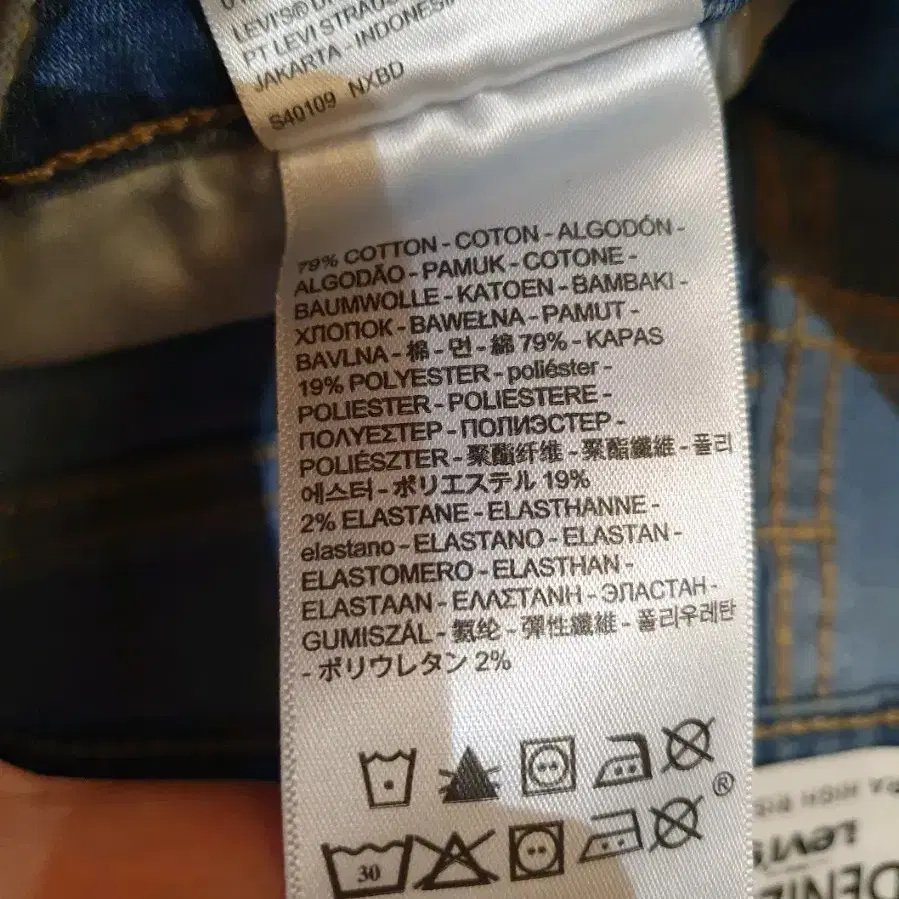 LEVI'S®
PT LEVI STRAUSS
JAKARTA - INDONESIA
S40109 NXBD
79% COTTON - COTON - ALGODÓN -
ALGODÃO - PAMUK - COTONE -
BAUMWOLLE - KATOEN - BAMBAKI -
ХЛОПОК - BAWEŁNA - PAMUT -
BAVLNA - 棉 - 면 - 綿 79% - KAPAS
19% POLYESTER - poliéster -
POLIESTER - POLIESTERE -
ΠΟΛΥΕΣΤΕΡ - ПОЛИЭСТЕР -
POLIÉSZTER - 聚酯纤维 - 聚酯纖維 - 폴리
에스터 - ポリエステル 19%
2% ELASTANE - ELASTHANNE -
elastano - ELASTANO - ELASTAN -
ELASTOMERO - ELASTHAN -
ELASTAAN - ΕΛΑΣΤΑΝΗ - ЭЛАСТАН -
GUMISZÁL - 氨纶 - 彈性纖維 - 폴리우레탄
- ポリウレタン 2%
®
30
HIGH
LEVI'S
DENIZEN